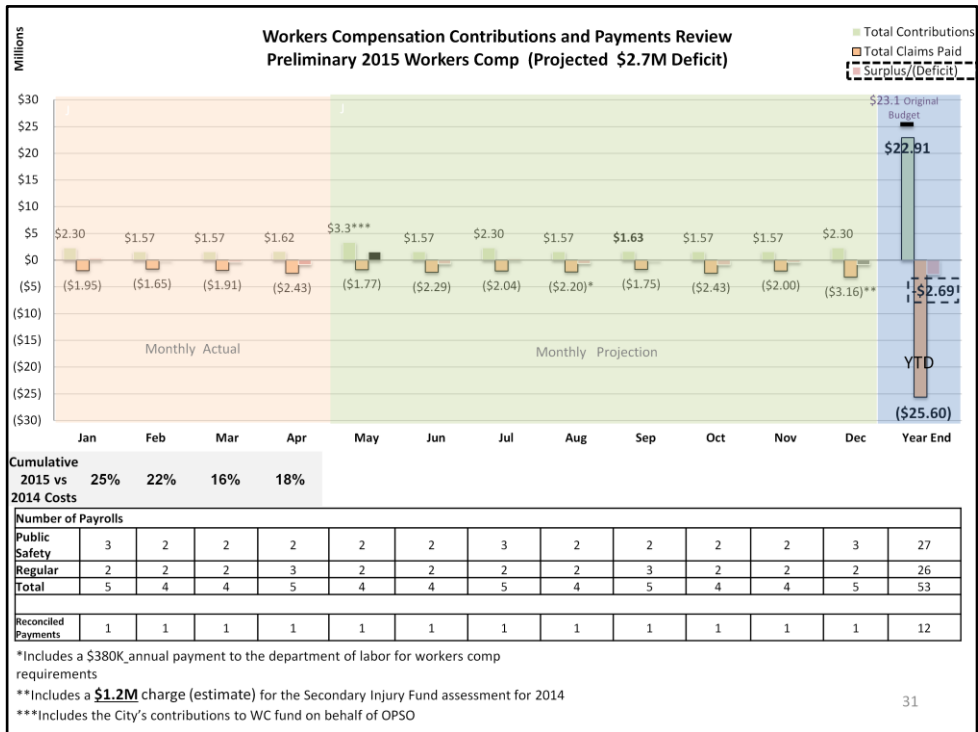 Millions
Workers Compensation Contributions and Payments Review
Preliminary 2015 Workers Comp (Projected $2.7M Deficit)
Total Contributions
Total Claims Paid
Surplus/(Deficit)
$30
$25
$20
$15
$10
$5
$0
($5)
($10)
($15)
($20)
($25)
($30)
$23.1 Original
Budget
$22.91
$2.30 $1.57 $1.57 $1.62 $3.3*** $1.57 $2.30 $1.57 $1.63 $1.57 $1.57 $2.30
($1.95) ($1.65) ($1.91) ($2.43) ($1.77) ($2.29) ($2.04) ($2.20)* ($1.75) ($2.43) ($2.00) ($3.16)**
-$2.69
Monthly Actual
Monthly Projection
YTD
($25.60)
Jan Feb Mar Apr May Jun Jul Aug Sep Oct Nov Dec Year End
Cumulative
2015 vs 25% 22% 16% 18%
2014 Costs
Number of Payrolls
Public
Safety 3 2 2 2 2 2 3 2 2 2 2 3 27
Regular 2 2 2 3 2 2 2 2 3 2 2 2 26
Total 5 4 4 5 4 4 5 4 5 4 4 5 53
Reconciled
Payments 1 1 1 1 1 1 1 1 1 1 1 1 12
*Includes a $380K_annual payment to the department of labor for workers comp
requirements
**Includes a $1.2M charge (estimate) for the Secondary Injury Fund assessment for 2014
***Includes the City's contributions to WC fund on behalf of OPSO
31